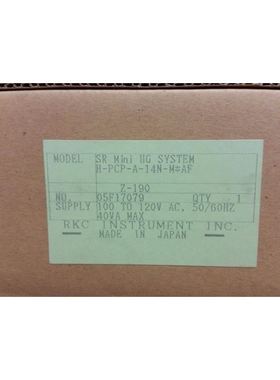 MODEL SR Mini HG SYSTEM
H-PCP-A-14N-M*AF
Z-190
NO. 05F17079 QTY 1
SUPPLY 100 TO 120V AC, 50/60HZ
40VA MAX
RKC INSTRUMENT INC.
MADE IN JAPAN